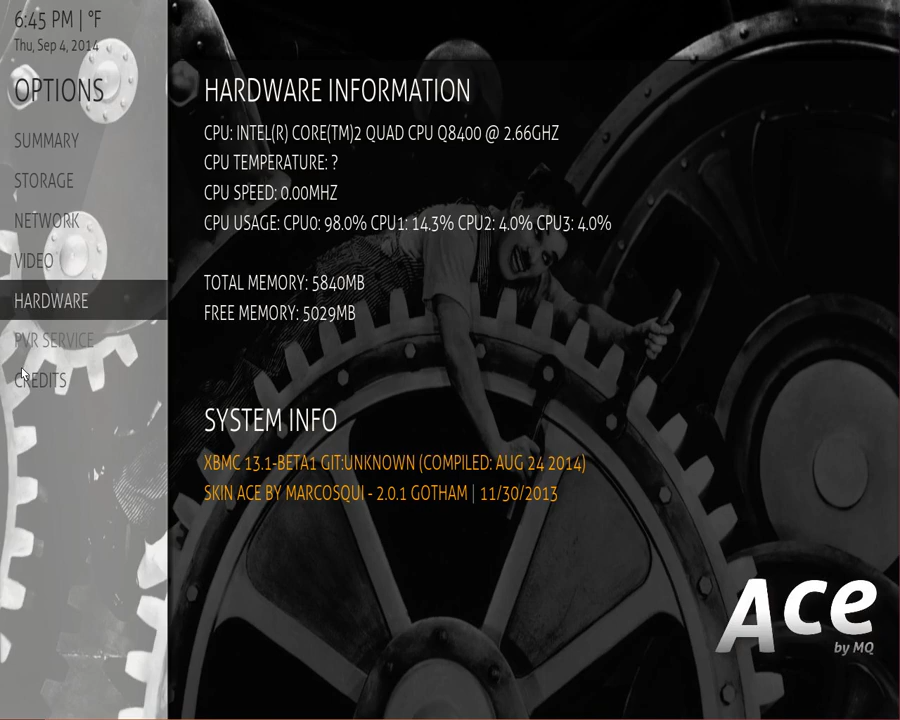 6:45 PM | °F
Thu, Sep 4, 2014
OPTIONS
SUMMARY
STORAGE
NETWORK
VIDEO
HARDWARE
PVR SERVICE
CREDITS
HARDWARE INFORMATION
CPU: INTEL(R) CORE(TM)2 QUAD CPU Q8400 @ 2.66GHZ
CPU TEMPERATURE: ?
CPU SPEED: 0.00MHZ
CPU USAGE: CPU0: 98.0% CPU1: 14.3% CPU2: 4.0% CPU3: 4.0%
TOTAL MEMORY: 5840MB
FREE MEMORY: 5029MB
SYSTEM INFO
XBMC 13.1-BETA1 GIT:UNKNOWN (COMPILED: AUG 24 2014)
SKIN ACE BY MARCOSQUI - 2.0.1 GOTHAM | 11/30/2013
Ace
by MQ